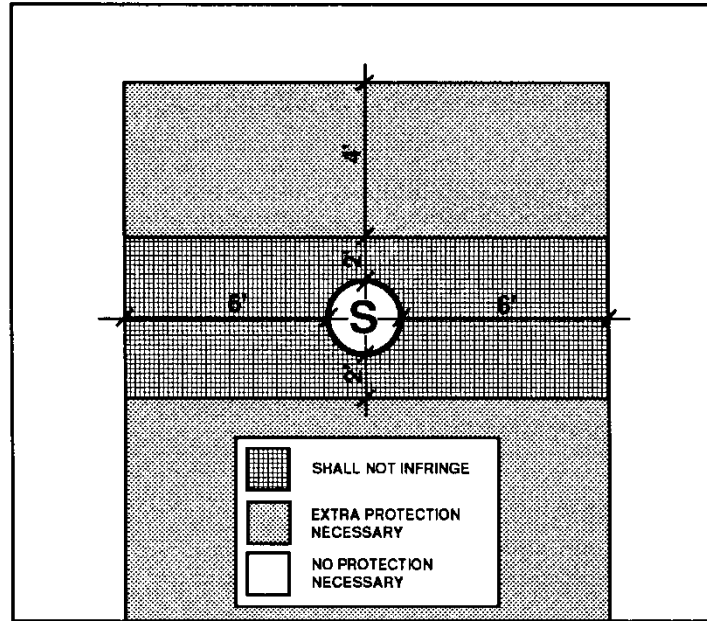 4'
2'
6'
S
6'
2'
SHALL NOT INFRINGE
EXTRA PROTECTION
NECESSARY
NO PROTECTION
NECESSARY